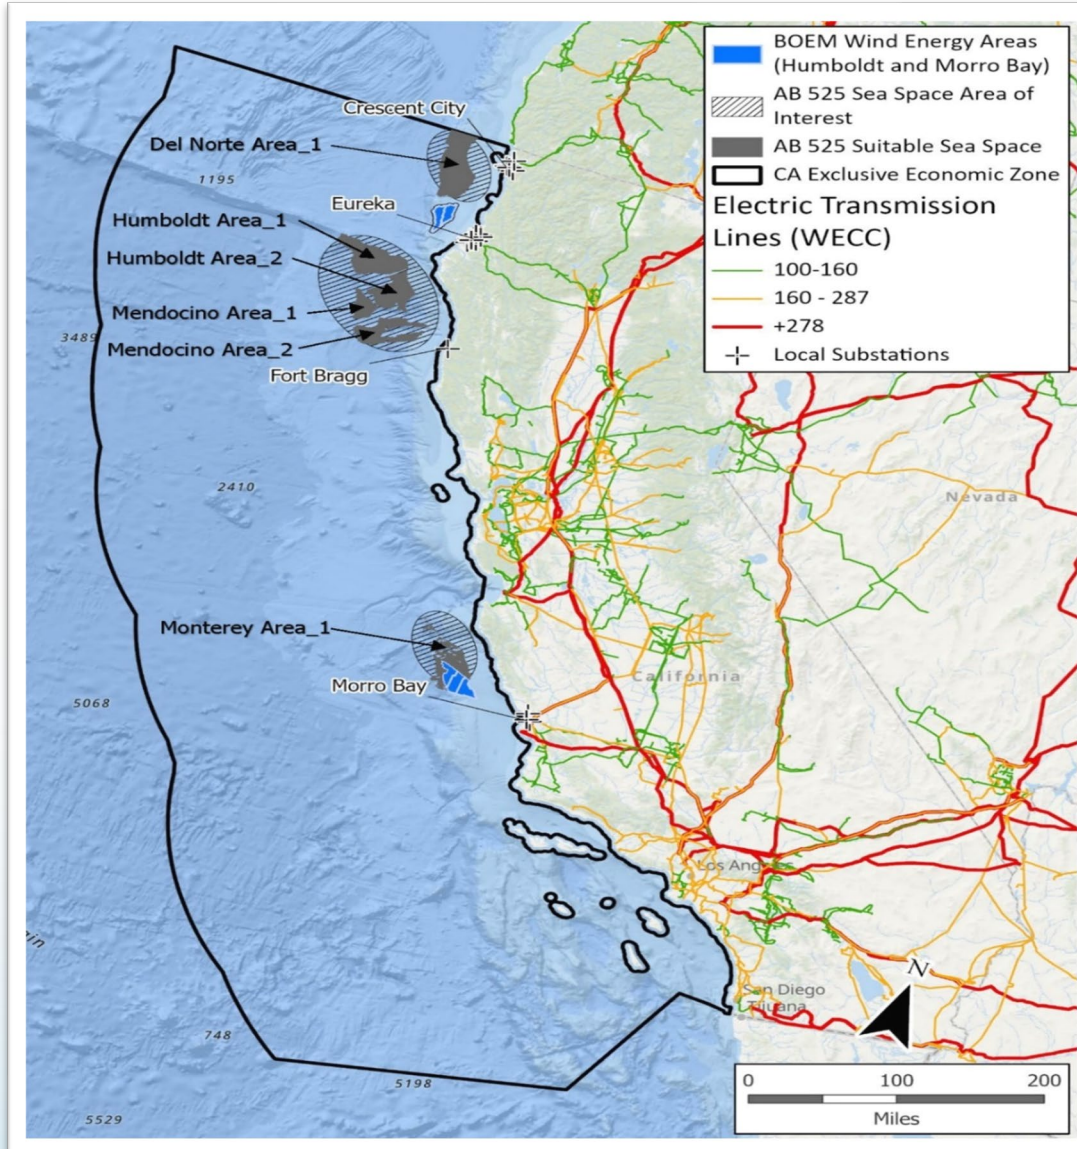 BOEM Wind Energy Areas
(Humboldt and Morro Bay)
AB 525 Sea Space Area of
Interest
AB 525 Suitable Sea Space
CA Exclusive Economic Zone
Electric Transmission
Lines (WECC)
100-160
160 - 287
+278
Local Substations
Crescent City
Del Norte Area_1
1195
Eureka
Humboldt Area_1
Humboldt Area_2
Mendocino Area_1
3489
Mendocino Area_2
Fort Bragg
2410
Nevada
Monterey Area_1
California
Morro Bay
5068
Los Ang
N
San Diego
Tijuana
748
5198
5529
0 100 200
Miles